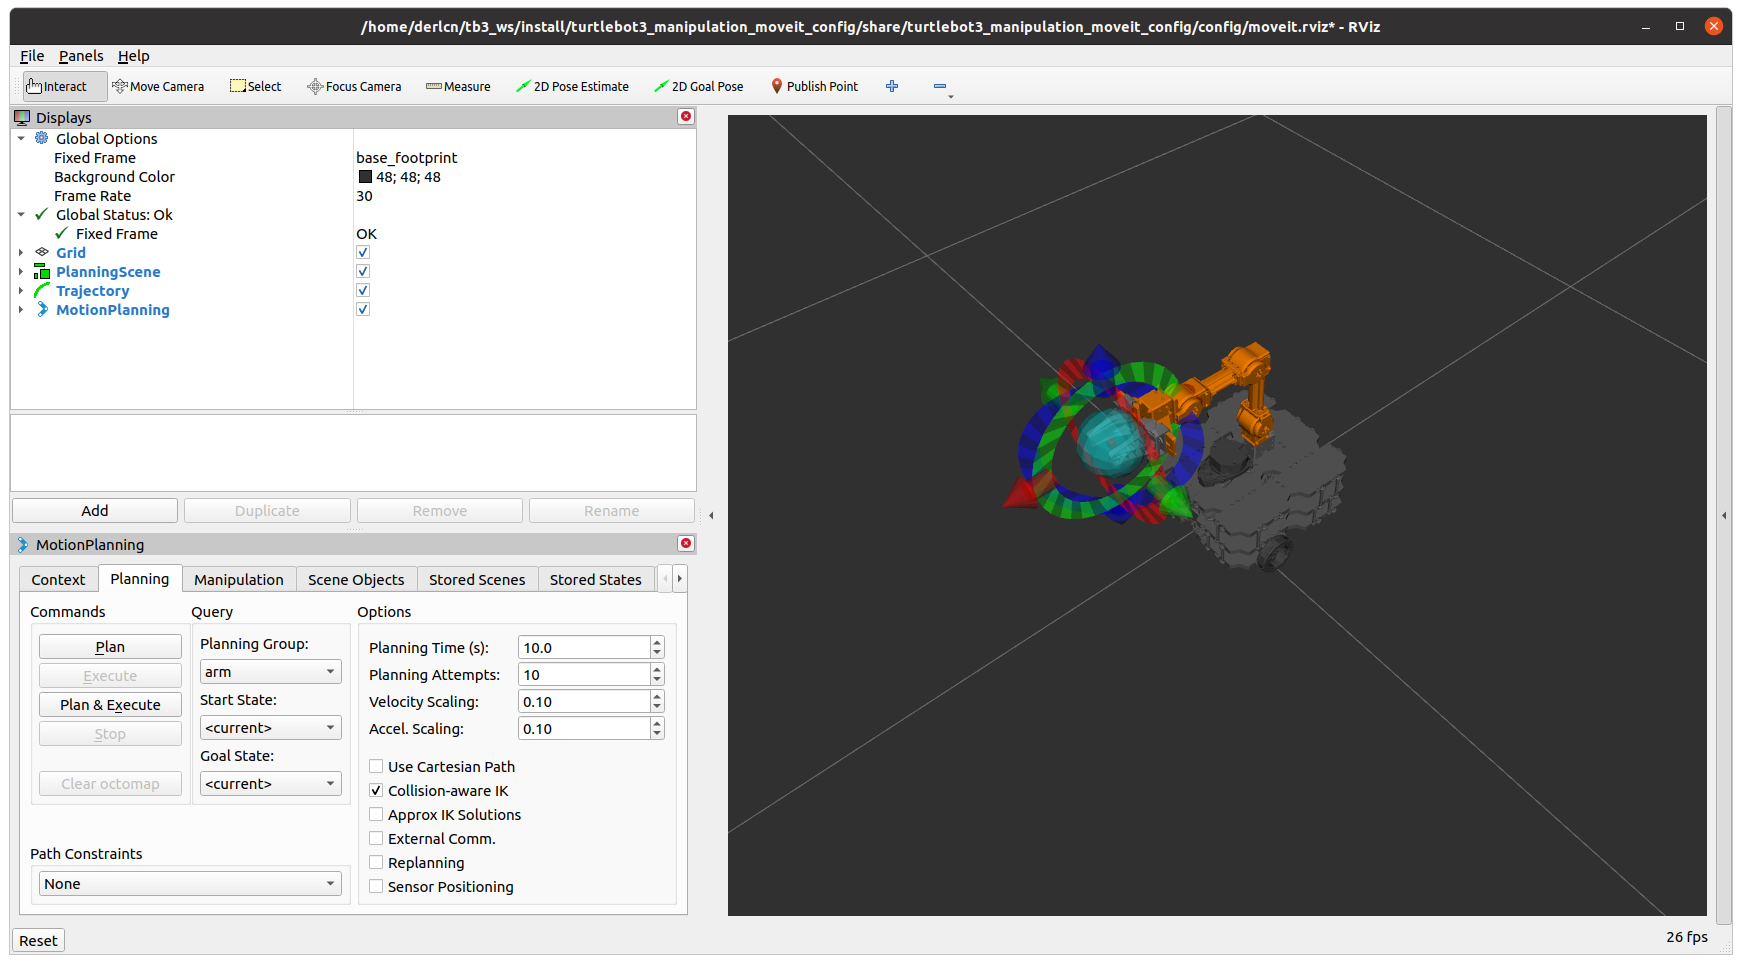 /home/derlcn/tb3_ws/install/turtlebot3_manipulation_moveit_config/share/turtlebot3_manipulation_moveit_config/config/moveit.rviz* - RViz
File Panels Help
Interact Move Camera Select Focus Camera Measure 2D Pose Estimate 2D Goal Pose Publish Point
Displays
Global Options
Fixed Frame base_footprint
Background Color 48; 48; 48
Frame Rate 30
Global Status: Ok
Fixed Frame OK
Grid
PlanningScene
Trajectory
MotionPlanning
Add Duplicate Remove Rename
MotionPlanning
Context Planning Manipulation Scene Objects Stored Scenes Stored States
Commands
Plan
Execute
Plan & Execute
Stop
Clear octomap
Query
Planning Group:
arm
Start State:
<current>
Goal State:
<current>
Path Constraints
None
Options
Planning Time (s): 10.0
Planning Attempts: 10
Velocity Scaling: 0.10
Accel. Scaling: 0.10
Use Cartesian Path
Collision-aware IK
Approx IK Solutions
External Comm.
Replanning
Sensor Positioning
Reset
26 fps